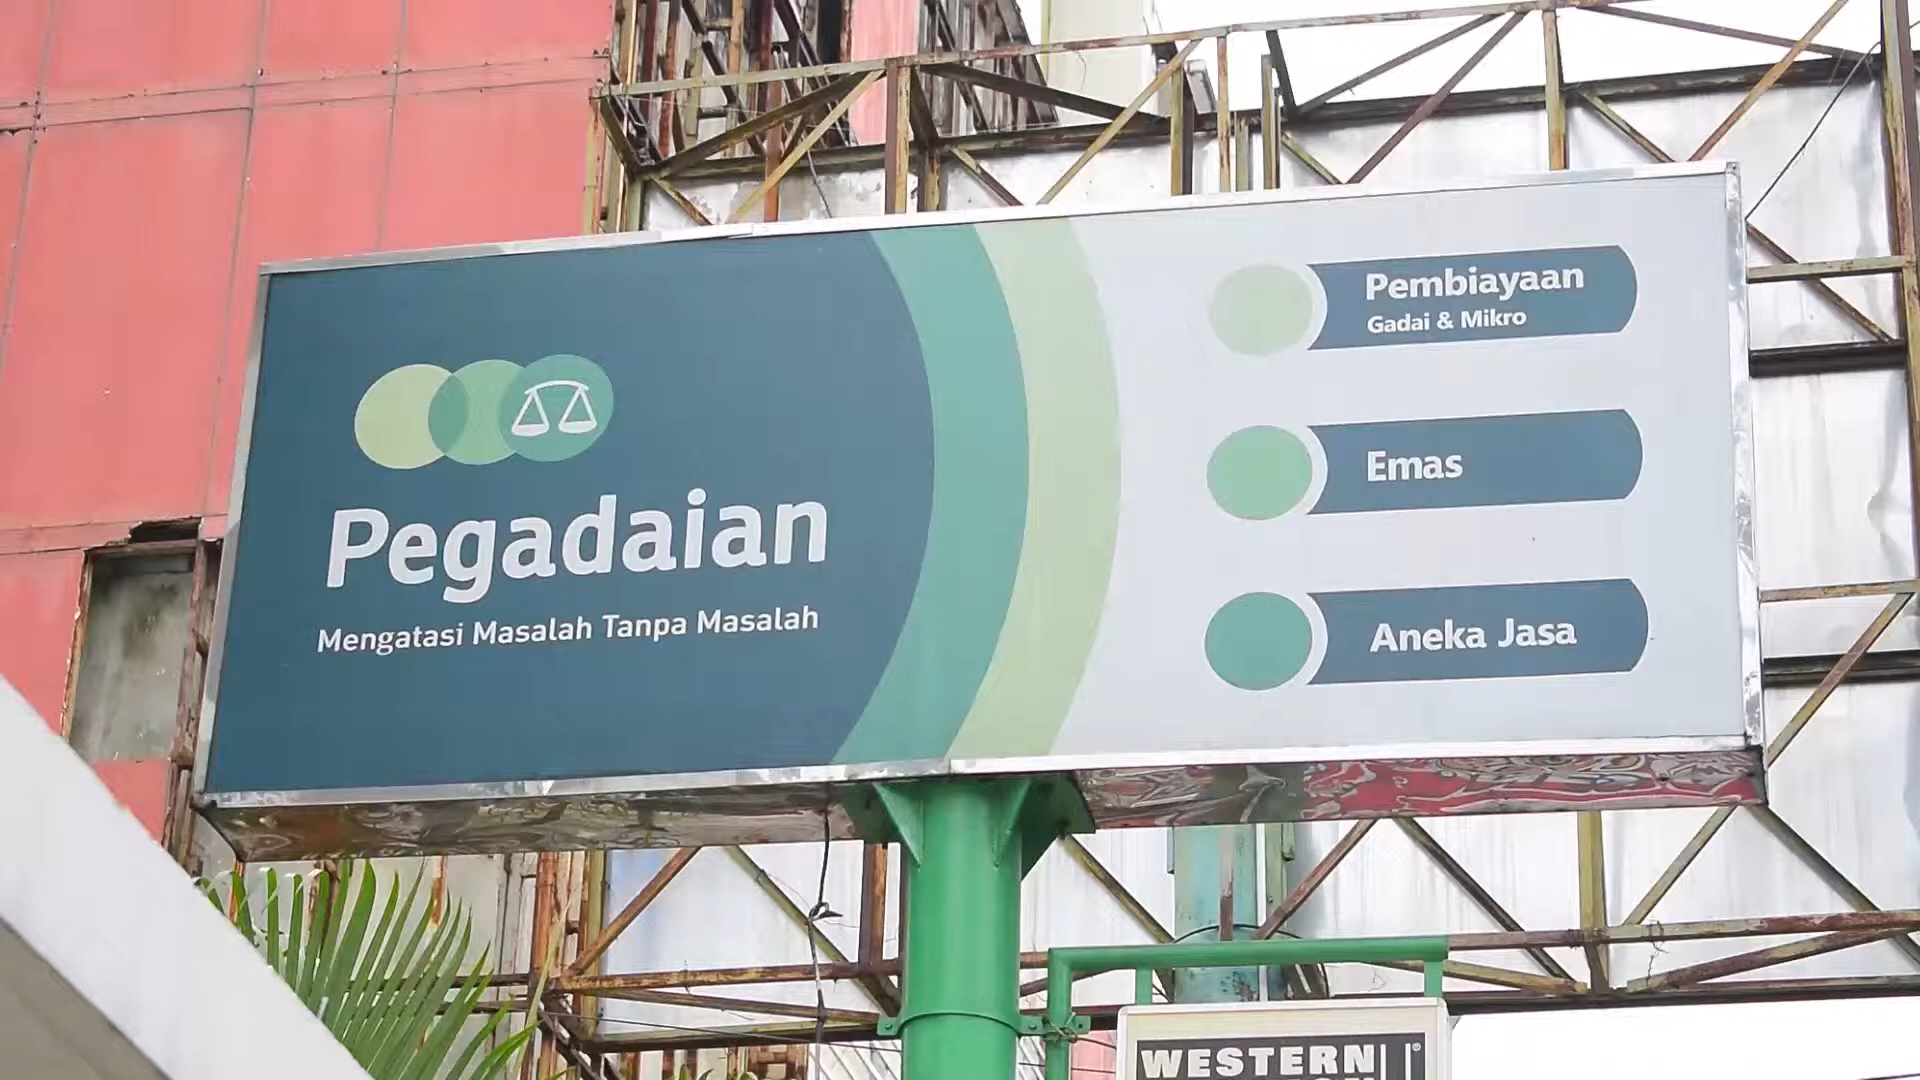 Pegadaian
Mengatasi Masalah Tanpa Masalah
Pembiayaan
Gadai & Mikro
Emas
Aneka Jasa
WESTERN